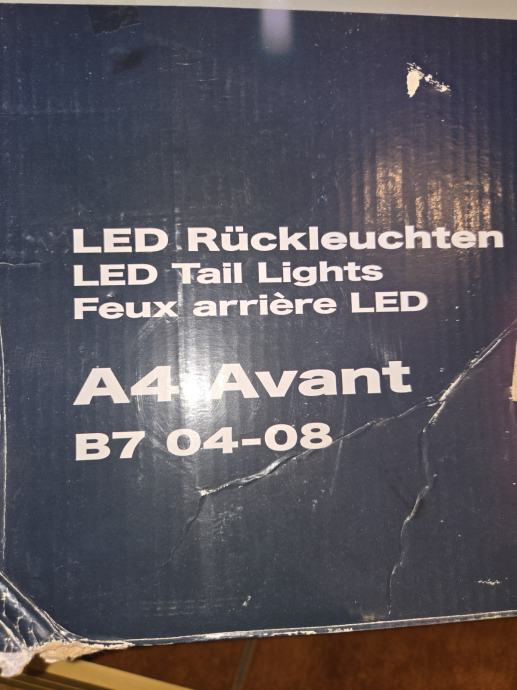 LED Rückleuchten
LED Tail Lights
Feux arrière LED
A4 Avant
B7 04-08